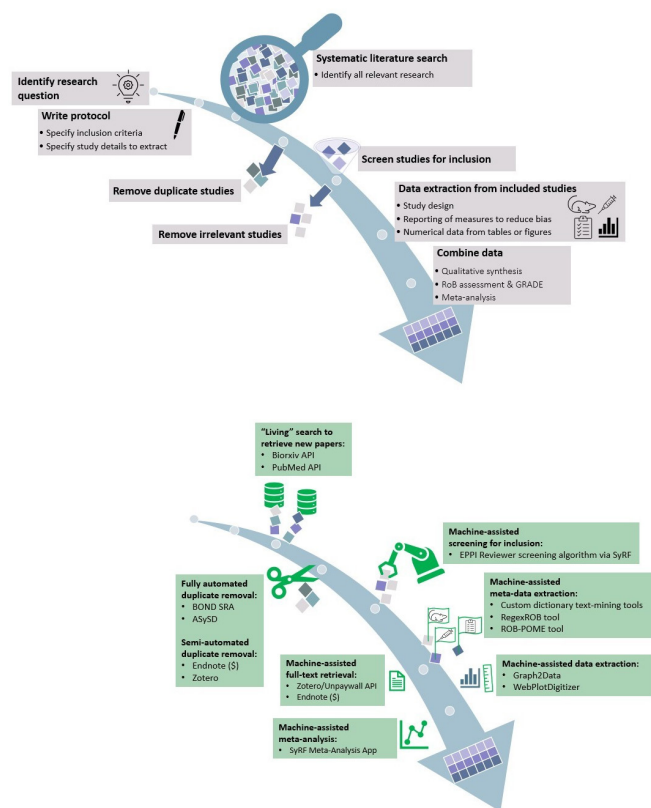 Systematic literature search
• Identify all relevant research
Identify research
question
Write protocol
• Specify inclusion criteria
• Specify study details to extract
Screen studies for inclusion
Remove duplicate studies
Data extraction from included studies
• Study design
• Reporting of measures to reduce bias
• Numerical data from tables or figures
Remove irrelevant studies
Combine data
• Qualitative synthesis
• RoB assessment & GRADE
• Meta-analysis
"Living" search to
retrieve new papers:
• Biorxiv API
• PubMed API
Machine-assisted
screening for inclusion:
• EPPI Reviewer screening algorithm via SyRF
Fully automated
duplicate removal:
• BOND SRA
• ASySD
Semi-automated
duplicate removal:
• Endnote ($)
• Zotero
Machine-assisted
meta-data extraction:
• Custom dictionary text-mining tools
• RegexROB tool
• ROB-POME tool
Machine-assisted
full-text retrieval:
• Zotero/Unpaywall API
• Endnote ($)
Machine-assisted data extraction:
• Graph2Data
• WebPlotDigitizer
Machine-assisted
meta-analysis:
• SyRF Meta-Analysis App